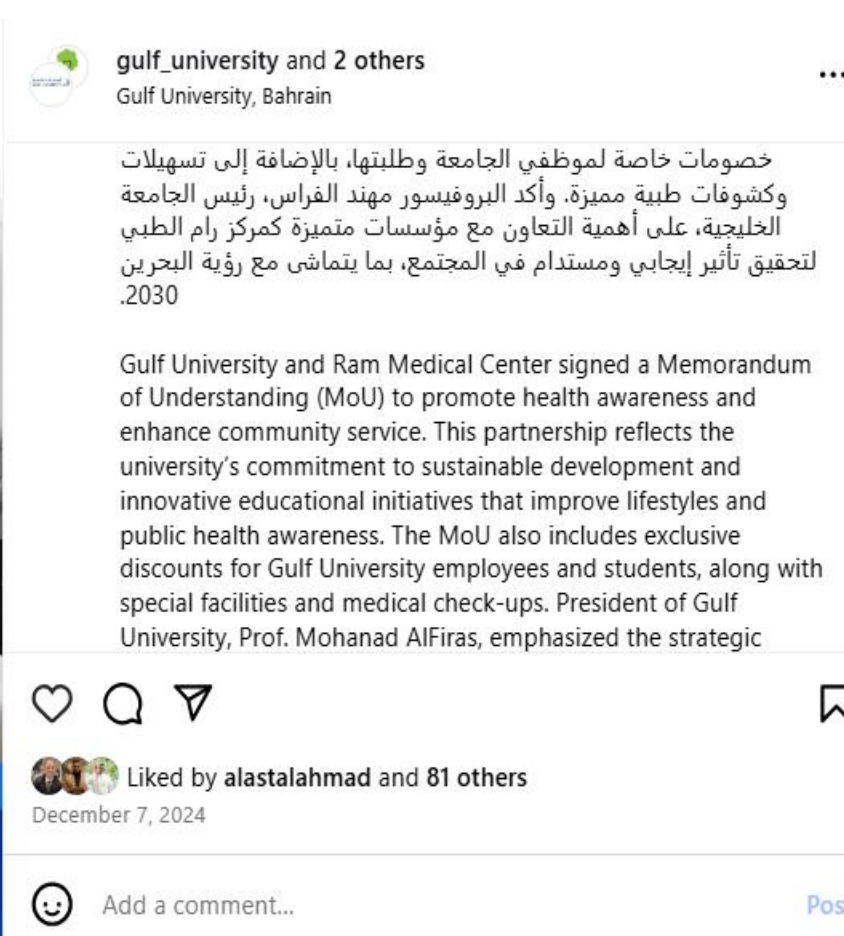 gulf_university and 2 others
Gulf University, Bahrain
خصومات خاصة لموظفي الجامعة وطلبتها، بالإضافة إلى تسهيلات
وكشوفات طبية مميزة. وأكد البروفيسور مهند الفراس، رئيس الجامعة
الخليجية، على أهمية التعاون مع مؤسسات متميزة كمركز رام الطبي
لتحقيق تأثير إيجابي ومستدام في المجتمع، بما يتماشى مع رؤية البحرين
2030.
Gulf University and Ram Medical Center signed a Memorandum
of Understanding (MoU) to promote health awareness and
enhance community service. This partnership reflects the
university's commitment to sustainable development and
innovative educational initiatives that improve lifestyles and
public health awareness. The MoU also includes exclusive
discounts for Gulf University employees and students, along with
special facilities and medical check-ups. President of Gulf
University, Prof. Mohanad AlFiras, emphasized the strategic
Liked by alastalahmad and 81 others
December 7, 2024
Add a comment...
Pos